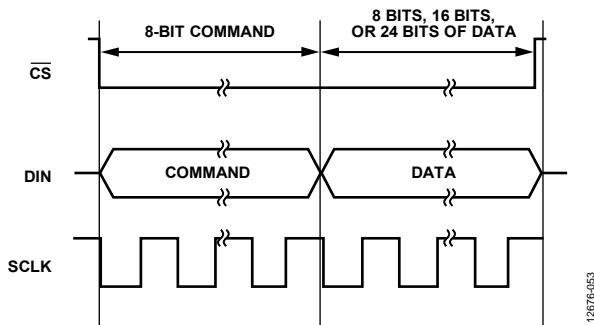 8-BIT COMMAND
8 BITS, 16 BITS,
OR 24 BITS OF DATA
CS
DIN
COMMAND
DATA
SCLK
12676-053